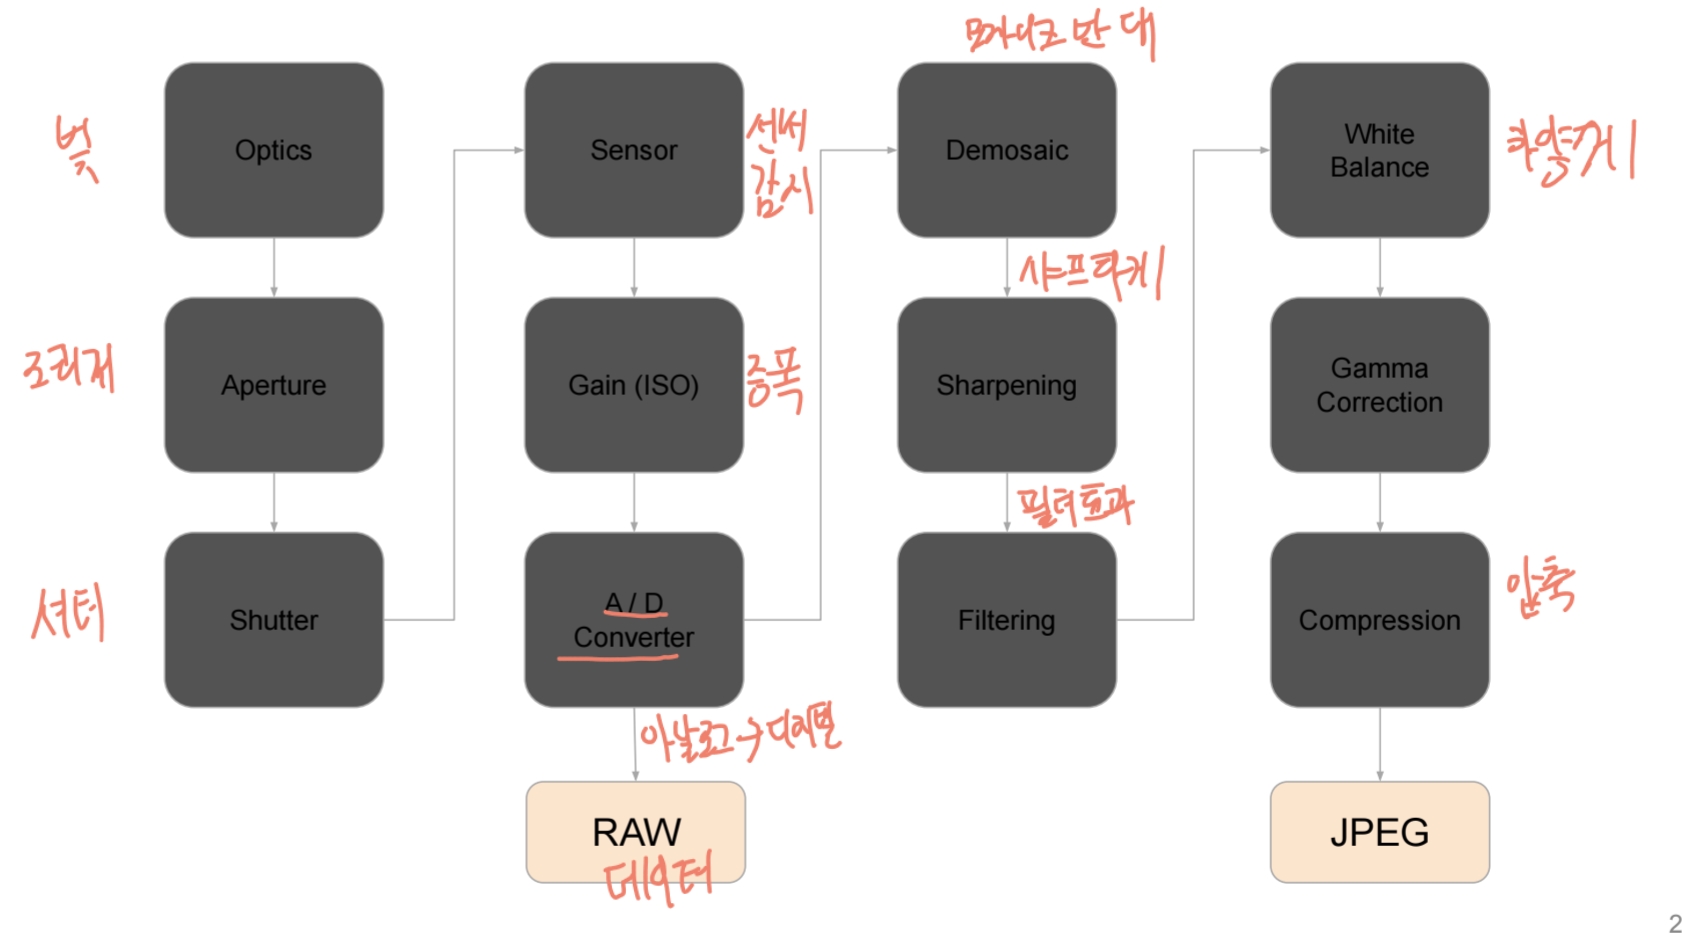 모자이크 반대
빛
Optics
Sensor
센서
감시
Demosaic
White
Balance
하얗게
샤프하게
조리개
Aperture
Gain (ISO)
증폭
Sharpening
Gamma
Correction
필터효과
셔터
Shutter
A / D
Converter
Filtering
Compression
압축
아날로그→디지털
RAW
데이터
JPEG
2